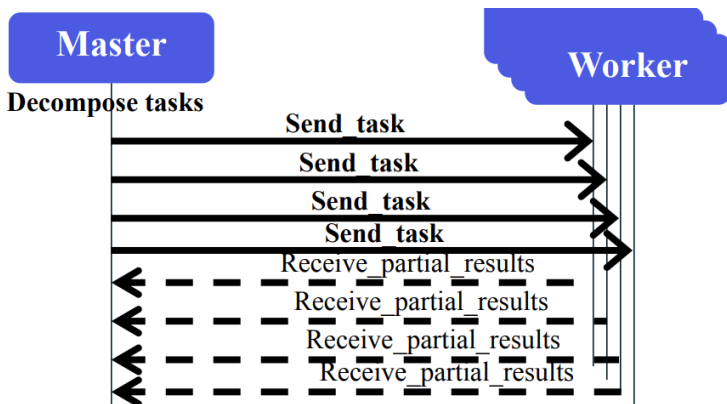 Master
Worker
Decompose tasks
Send_task
Send_task
Send_task
Send_task
Receive_partial_results
Receive_partial_results
Receive_partial_results
Receive_partial_results